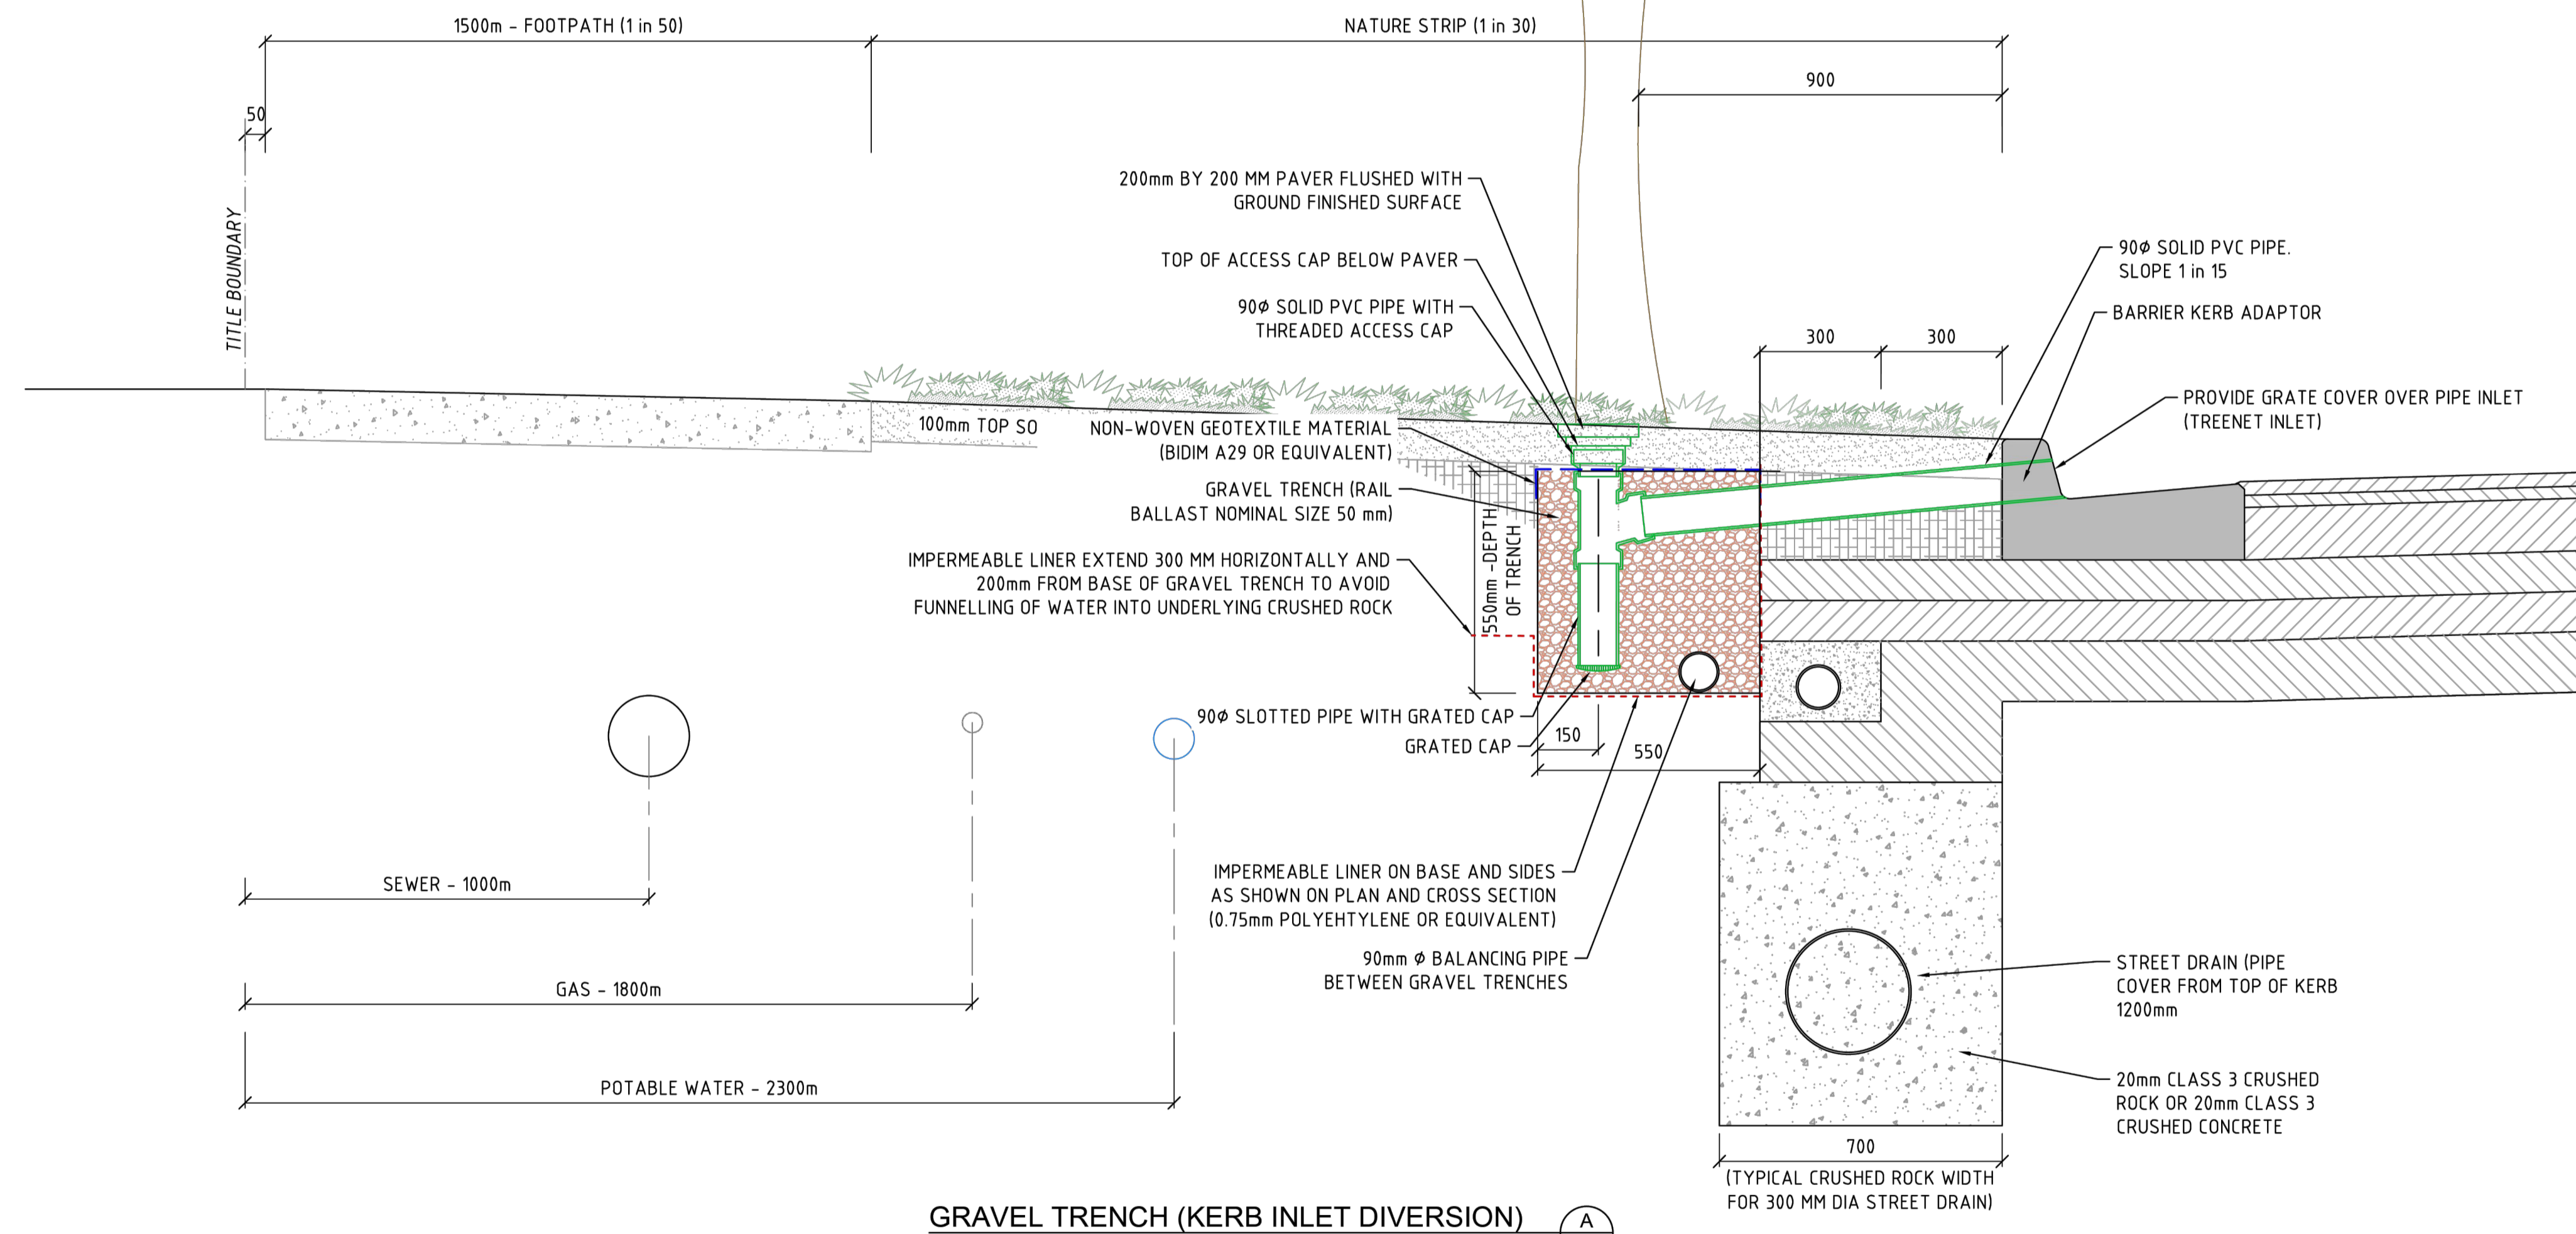 1500m - FOOTPATH (1 in 50)
NATURE STRIP (1 in 30)
900
50
TITLE BOUNDARY
200mm BY 200 MM PAVER FLUSHED WITH
GROUND FINISHED SURFACE
TOP OF ACCESS CAP BELOW PAVER
90Ø SOLID PVC PIPE WITH
THREADED ACCESS CAP
90Ø SOLID PVC PIPE.
SLOPE 1 in 15
BARRIER KERB ADAPTOR
300
300
PROVIDE GRATE COVER OVER PIPE INLET
(TREENET INLET)
100mm TOP SO
NON-WOVEN GEOTEXTILE MATERIAL
(BIDIM A29 OR EQUIVALENT)
GRAVEL TRENCH (RAIL
BALLAST NOMINAL SIZE 50 mm)
IMPERMEABLE LINER EXTEND 300 MM HORIZONTALLY AND
200mm FROM BASE OF GRAVEL TRENCH TO AVOID
FUNNELLING OF WATER INTO UNDERLYING CRUSHED ROCK
550mm -DEPTH
OF TRENCH
90Ø SLOTTED PIPE WITH GRATED CAP
GRATED CAP
150
550
IMPERMEABLE LINER ON BASE AND SIDES
AS SHOWN ON PLAN AND CROSS SECTION
(0.75mm POLYEHTYLENE OR EQUIVALENT)
90mm Ø BALANCING PIPE
BETWEEN GRAVEL TRENCHES
SEWER - 1000m
GAS - 1800m
POTABLE WATER - 2300m
STREET DRAIN (PIPE
COVER FROM TOP OF KERB
1200mm
20mm CLASS 3 CRUSHED
ROCK OR 20mm CLASS 3
CRUSHED CONCRETE
700
(TYPICAL CRUSHED ROCK WIDTH
FOR 300 MM DIA STREET DRAIN)
GRAVEL TRENCH (KERB INLET DIVERSION)
A